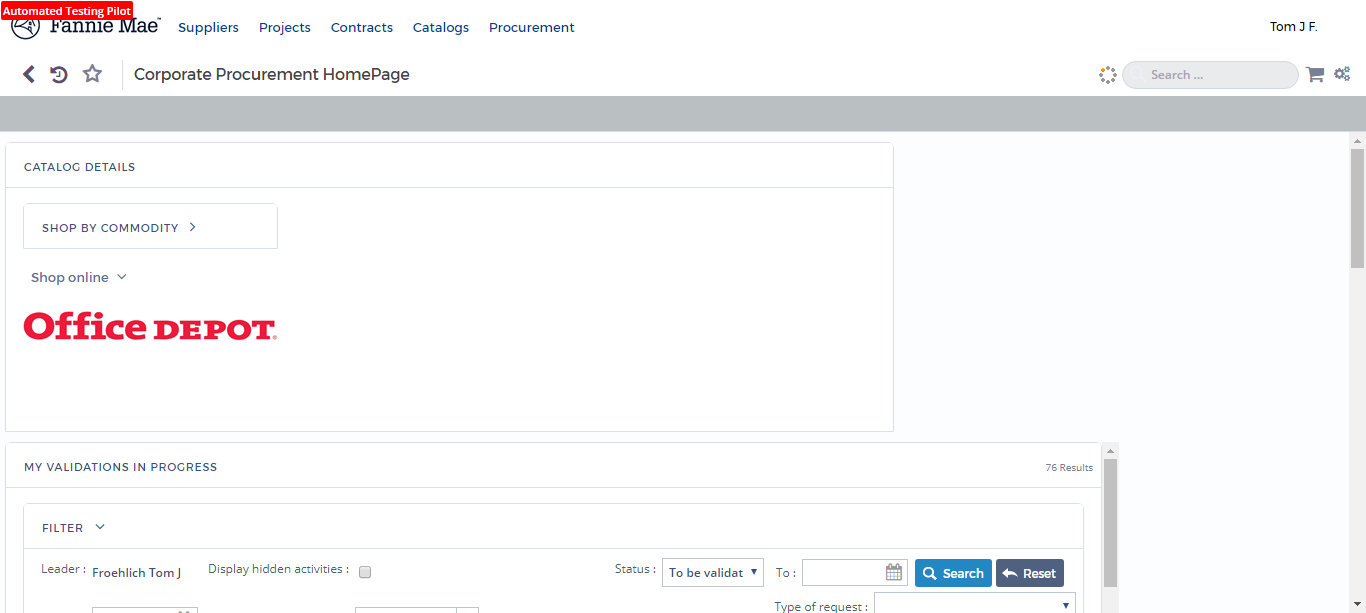 Automated Testing Pilot
Fannie Mae™ Suppliers Projects Contracts Catalogs Procurement Tom J F.
Corporate Procurement HomePage Search ...
CATALOG DETAILS
SHOP BY COMMODITY
Shop online
Office DEPOT.
MY VALIDATIONS IN PROGRESS 76 Results
FILTER
Leader : Froehlich Tom J Display hidden activities : Status : To be validat To : Search Reset
Type of request :